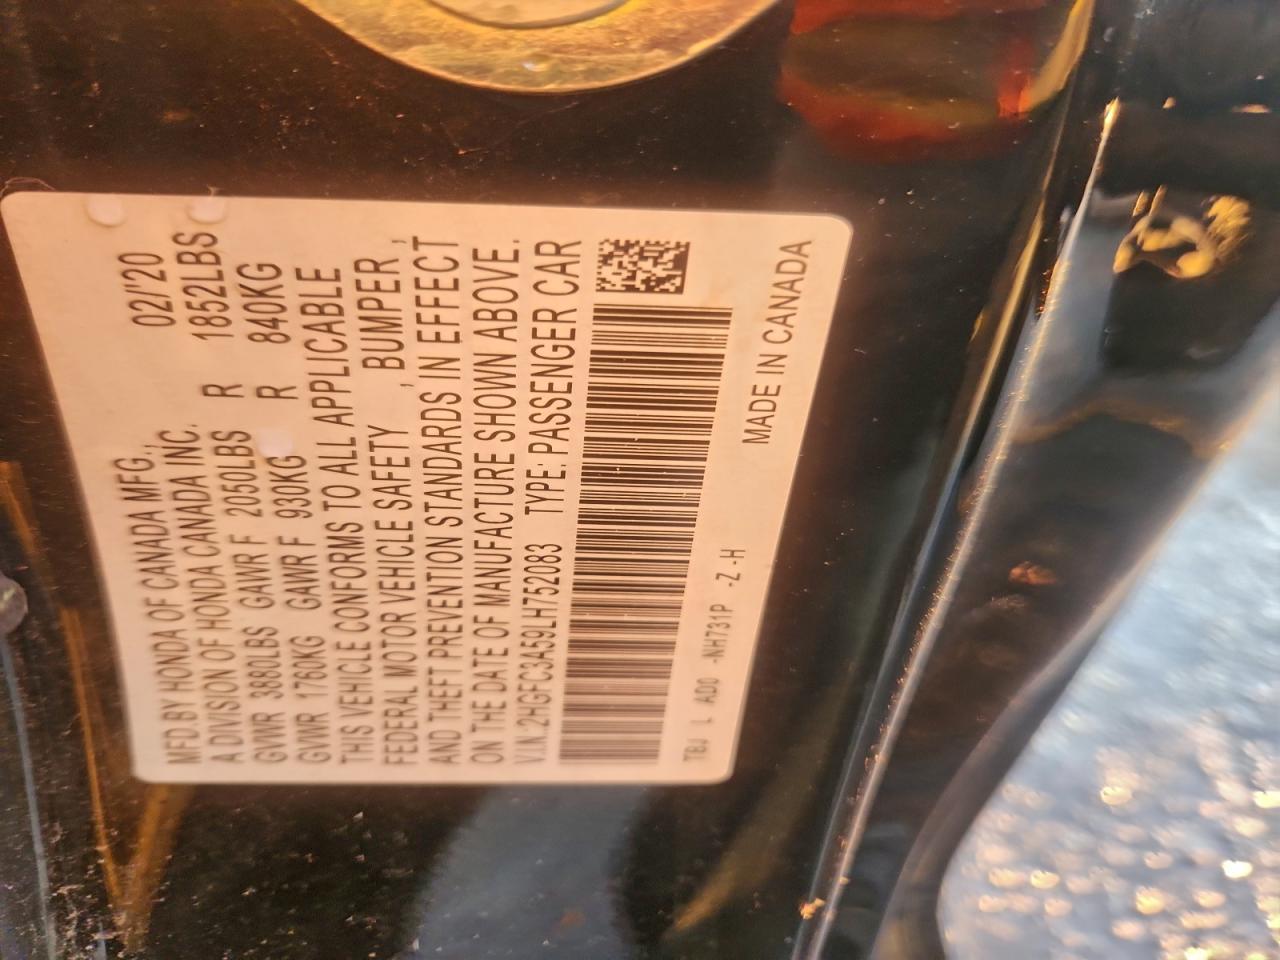 MFD BY HONDA OF CANADA MFG., 02/'20
A DIVISION OF HONDA CANADA INC.
GVWR 3880LBS GAWR F 2050LBS R 1852LBS
GVWR 1760KG GAWR F 930KG R 840KG
THIS VEHICLE CONFORMS TO ALL APPLICABLE
FEDERAL MOTOR VEHICLE SAFETY , BUMPER ,
AND THEFT PREVENTION STANDARDS IN EFFECT
ON THE DATE OF MANUFACTURE SHOWN ABOVE.
V.I.N.:2HGFC3A59LH752083 TYPE: PASSENGER CAR
TBJ L AD0 -NH731P -Z -H
MADE IN CANADA